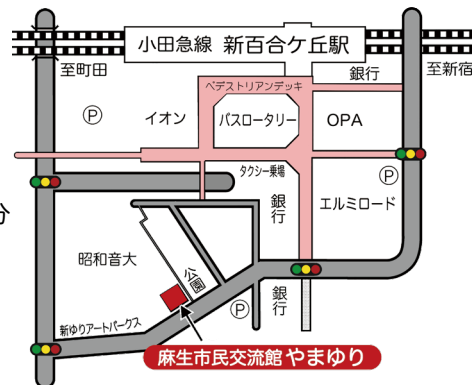 小田急線 新百合ケ丘駅
至町田
銀行
至新宿
ペデストリアンデッキ
Ⓟ
イオン
バスロータリー
OPA
タクシー乗場
Ⓟ
分
銀行
エルミロード
昭和音大
公園
銀行
新ゆりアートパークス
Ⓟ
麻生市民交流館 やまゆり